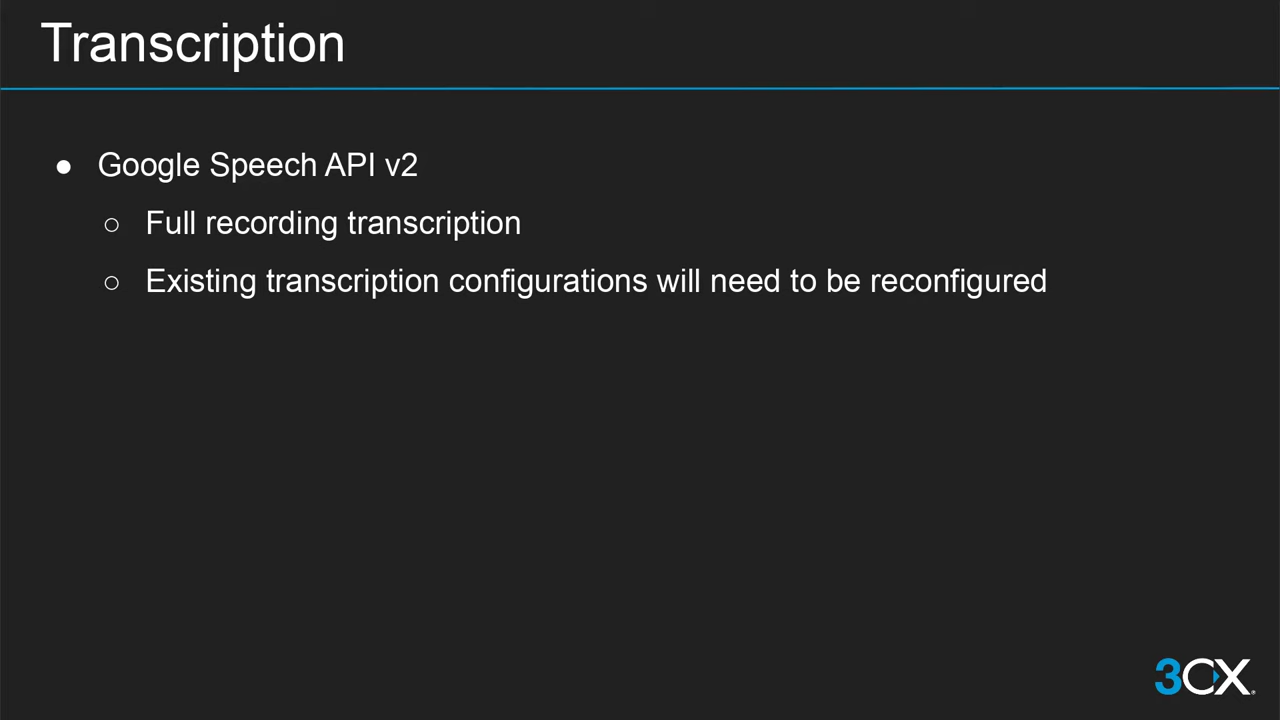 Transcription
● Google Speech API v2
○ Full recording transcription
○ Existing transcription configurations will need to be reconfigured
3CX®